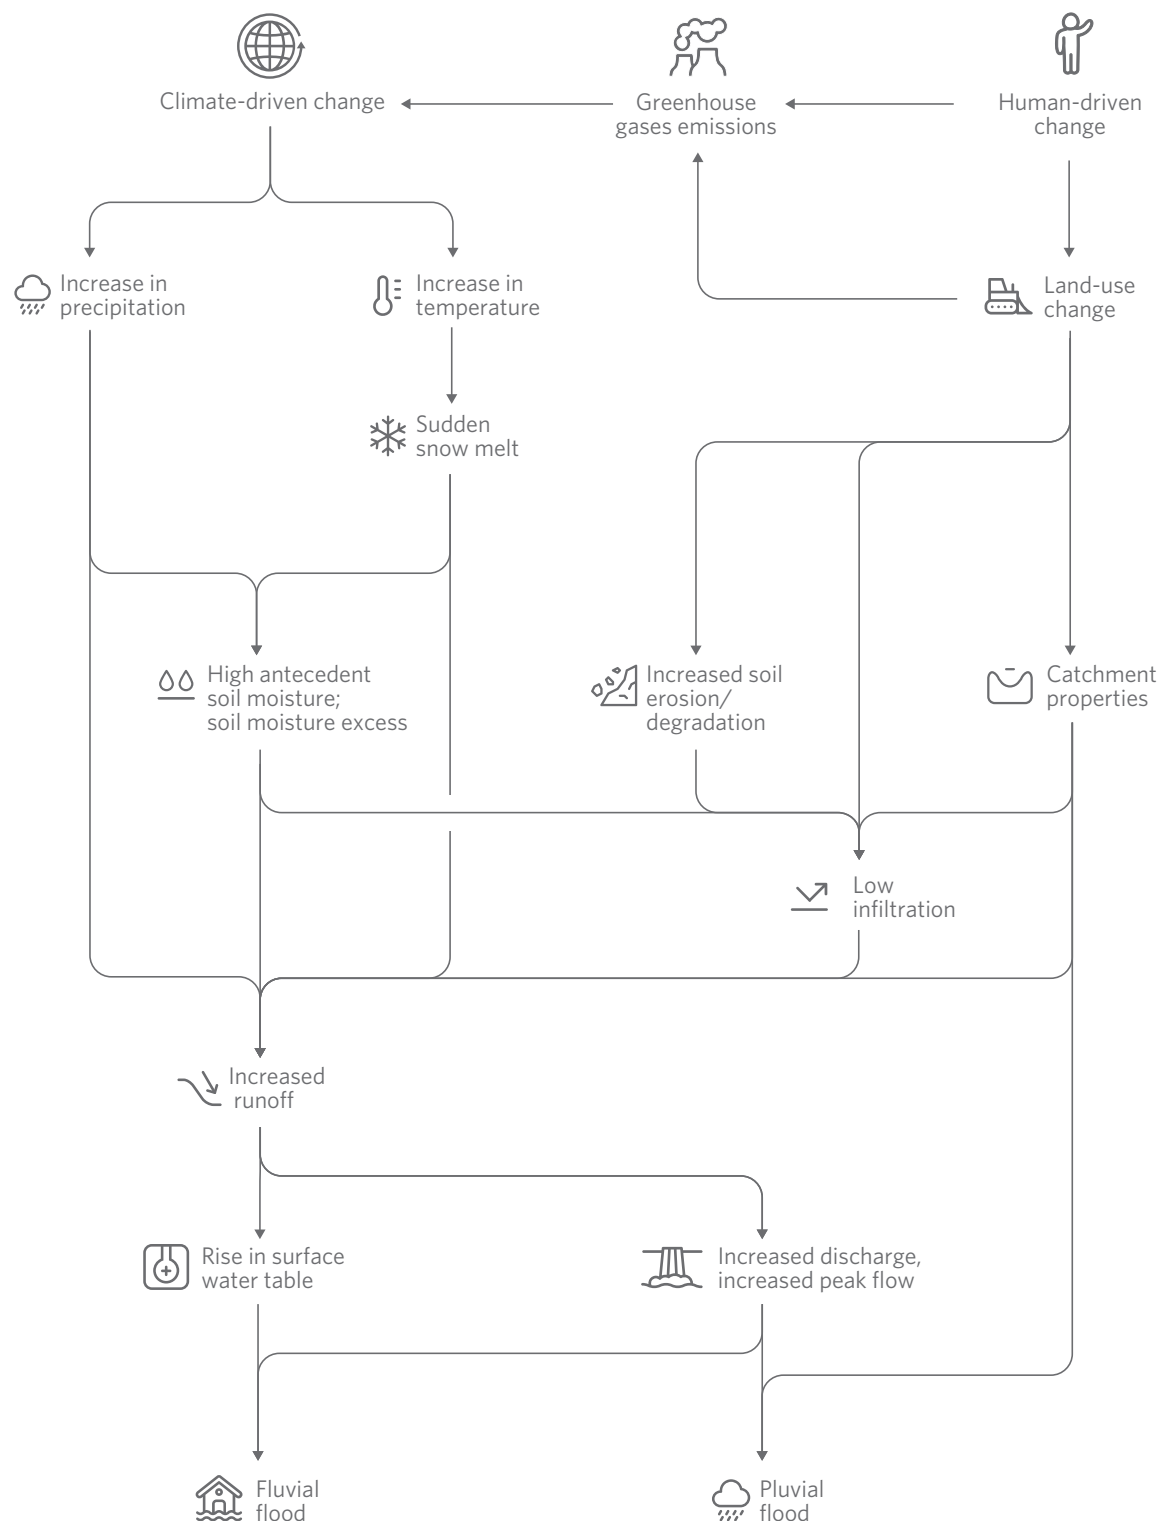 Climate-driven change
Greenhouse
gases emissions
Human-driven
change
Increase in
precipitation
Increase in
temperature
Land-use
change
Sudden
snow melt
High antecedent
soil moisture;
soil moisture excess
Increased soil
erosion/
degradation
Catchment
properties
Low
infiltration
Increased
runoff
Rise in surface
water table
Increased discharge,
increased peak flow
Fluvial
flood
Pluvial
flood